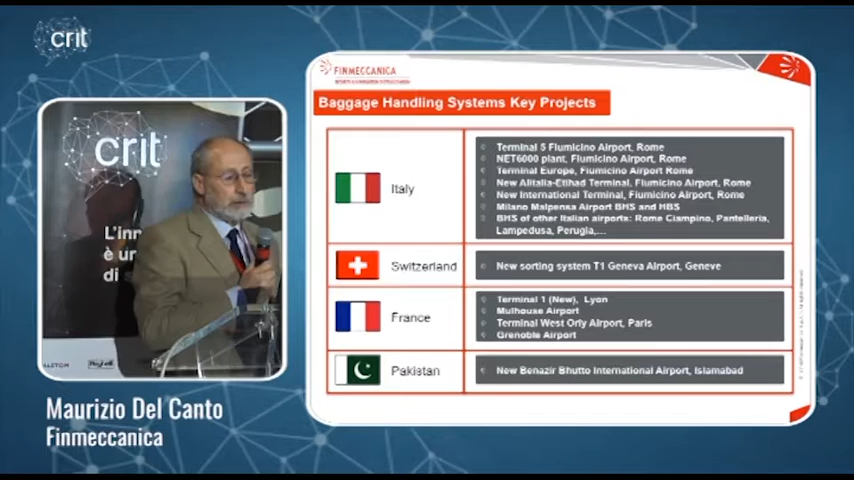 crit
crit
L'inn
è un
di s
Maurizio Del Canto
Finmeccanica
FINMECCANICA
Baggage Handling Systems Key Projects
Italy
Terminal 5 Fiumicino Airport, Rome
NET6000 plant, Fiumicino Airport, Rome
Terminal Europe, Fiumicino Airport Rome
New Alitalia-Etihad Terminal, Fiumicino Airport, Rome
New International Terminal, Fiumicino Airport, Rome
Milano Malpensa Airport BHS and HBS
BHS of other Italian airports: Rome Ciampino, Pantelleria,
Lampedusa, Perugia,...
Switzerland
New sorting system T1 Geneva Airport, Geneve
France
Terminal 1 (New), Lyon
Mulhouse Airport
Terminal West Orly Airport, Paris
Grenoble Airport
Pakistan
New Benazir Bhutto International Airport, Islamabad